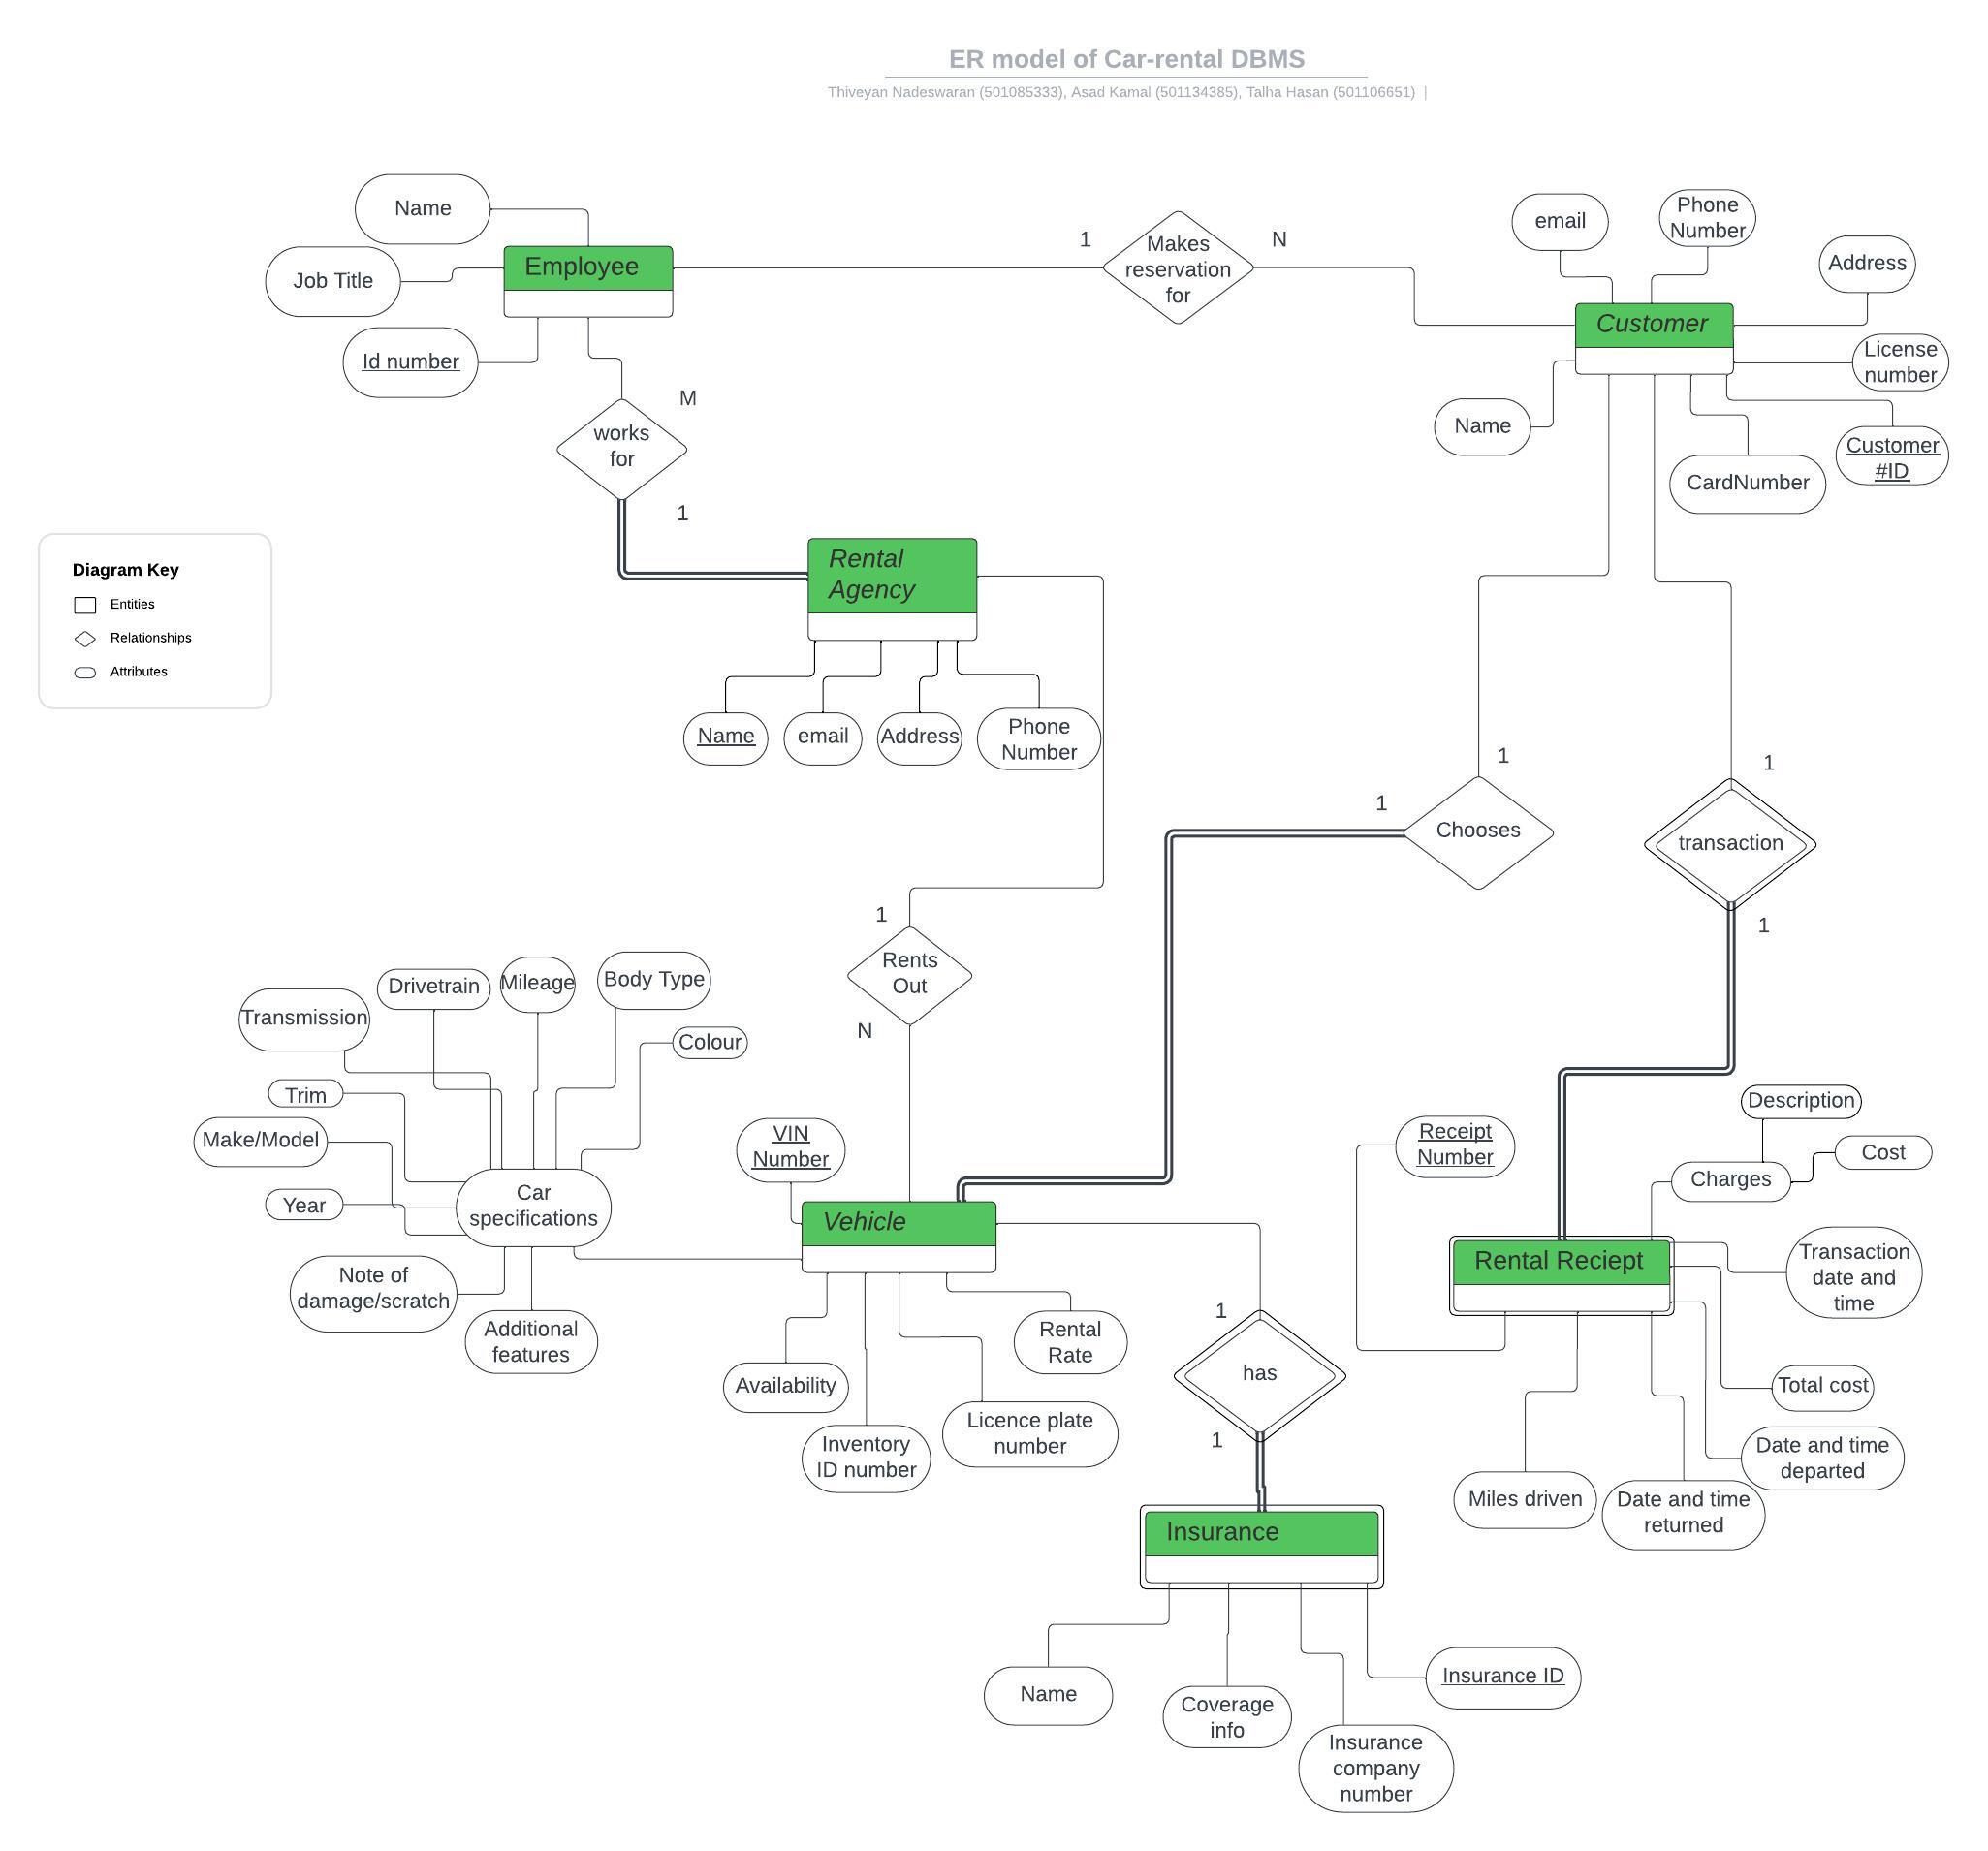 ER model of Car-rental DBMS
Thiveyan Nadeswaran (501085333), Asad Kamal (501134385), Talha Hasan (501106651) |
Name
Job Title
Employee
Id number
1
Makes
reservation
for
N
email
Phone
Number
Address
Customer
License
number
Name
Customer
#ID
CardNumber
M
works
for
1
Diagram Key
Entities
Relationships
Attributes
Rental
Agency
Name
email
Address
Phone
Number
1
1
Chooses
1
transaction
1
1
Rents
Out
N
Transmission
Drivetrain
Mileage
Body Type
Colour
Trim
Make/Model
Year
Car
specifications
Note of
damage/scratch
Additional
features
VIN
Number
Vehicle
Availability
Inventory
ID number
Licence plate
number
Rental
Rate
1
has
1
Receipt
Number
Description
Cost
Charges
Rental Reciept
Transaction
date and
time
Total cost
Date and time
departed
Miles driven
Date and time
returned
Insurance
Name
Coverage
info
Insurance
company
number
Insurance ID